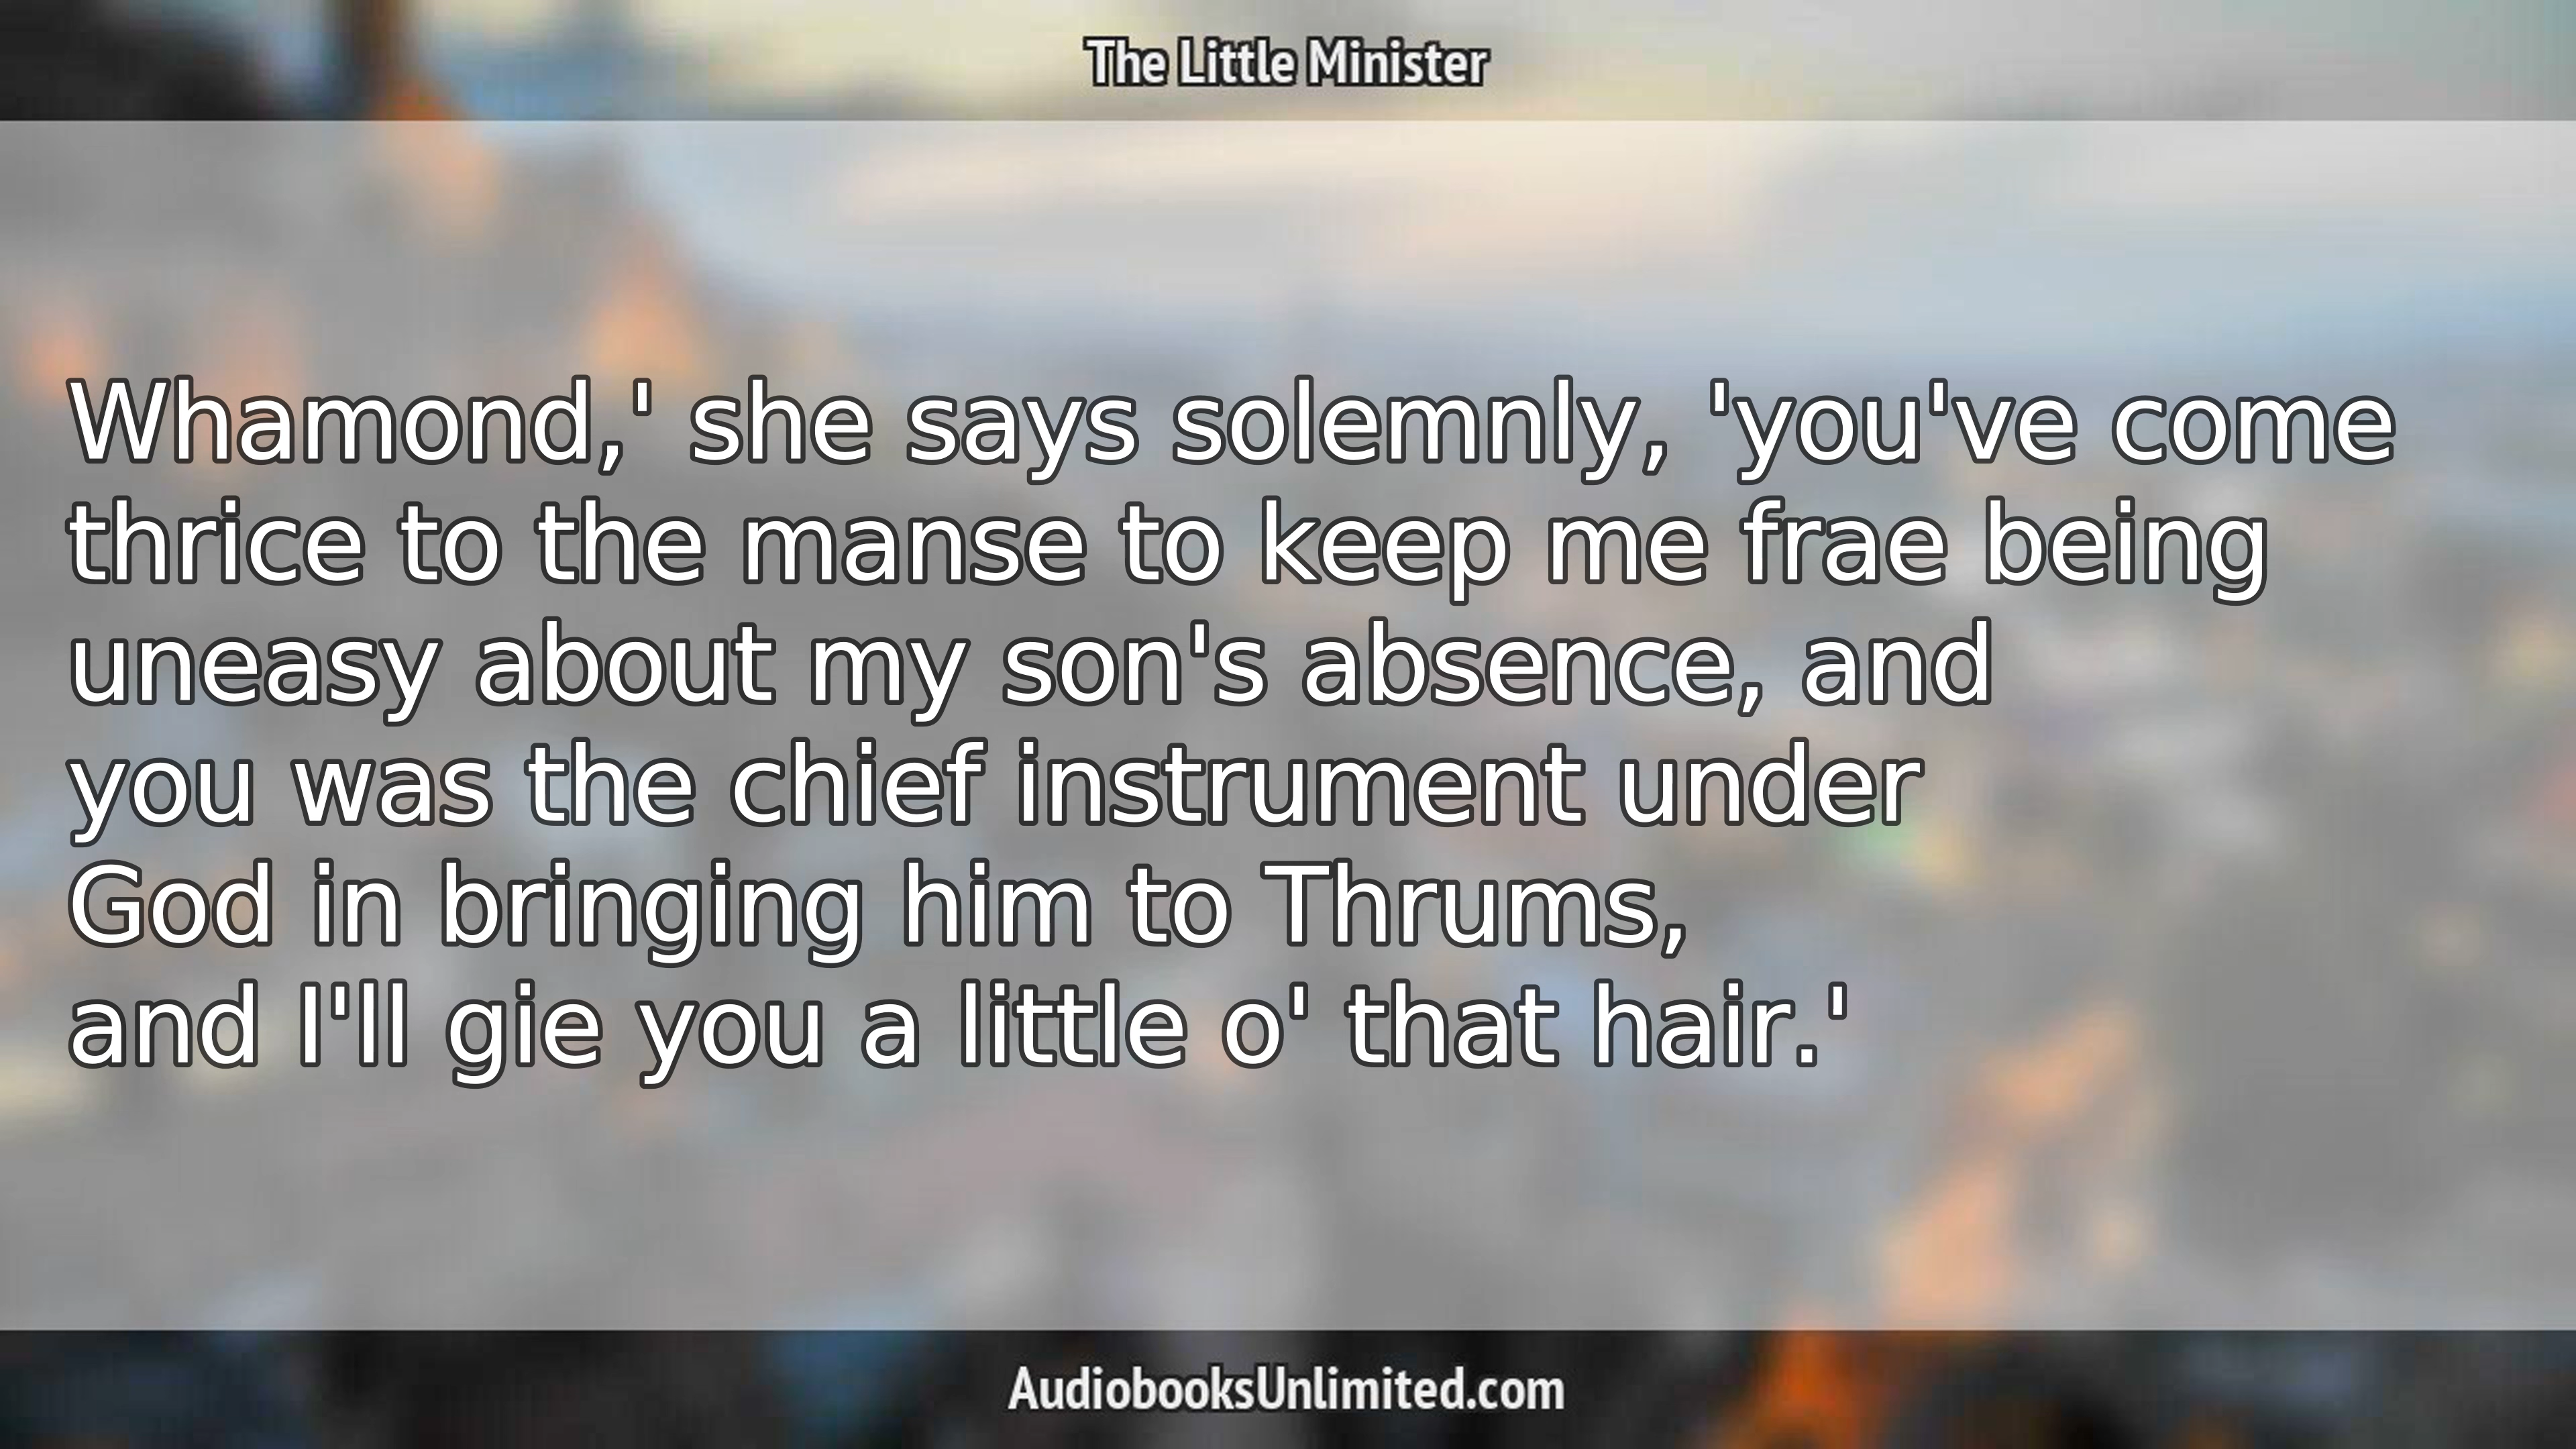 The Little Minister
Whamond,' she says solemnly, 'you've come
thrice to the manse to keep me frae being
uneasy about my son's absence, and
you was the chief instrument under
God in bringing him to Thrums,
and I'll gie you a little o' that hair.'
AudiobooksUnlimited.com